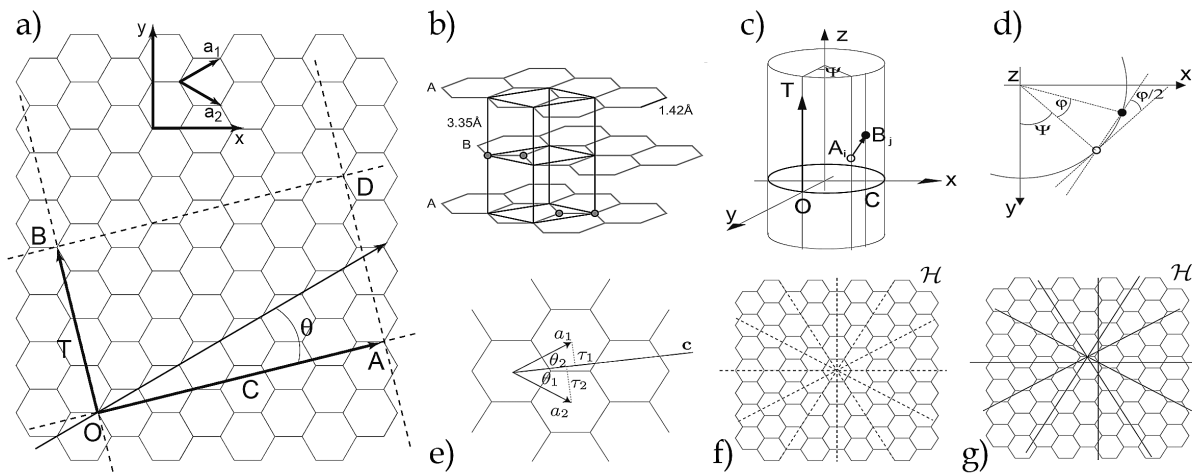 a)
y
a1
a2
x
D
B
θ
T
C
A
O
b)
A
3.35Å
1.42Å
B
A
c)
z
Ψ
T
Ai
Bj
x
y
O
C
d)
z
x
φ
φ/2
Ψ
y
e)
a1
θ2
τ1
c
θ1
τ2
a2
f)
H
g)
H